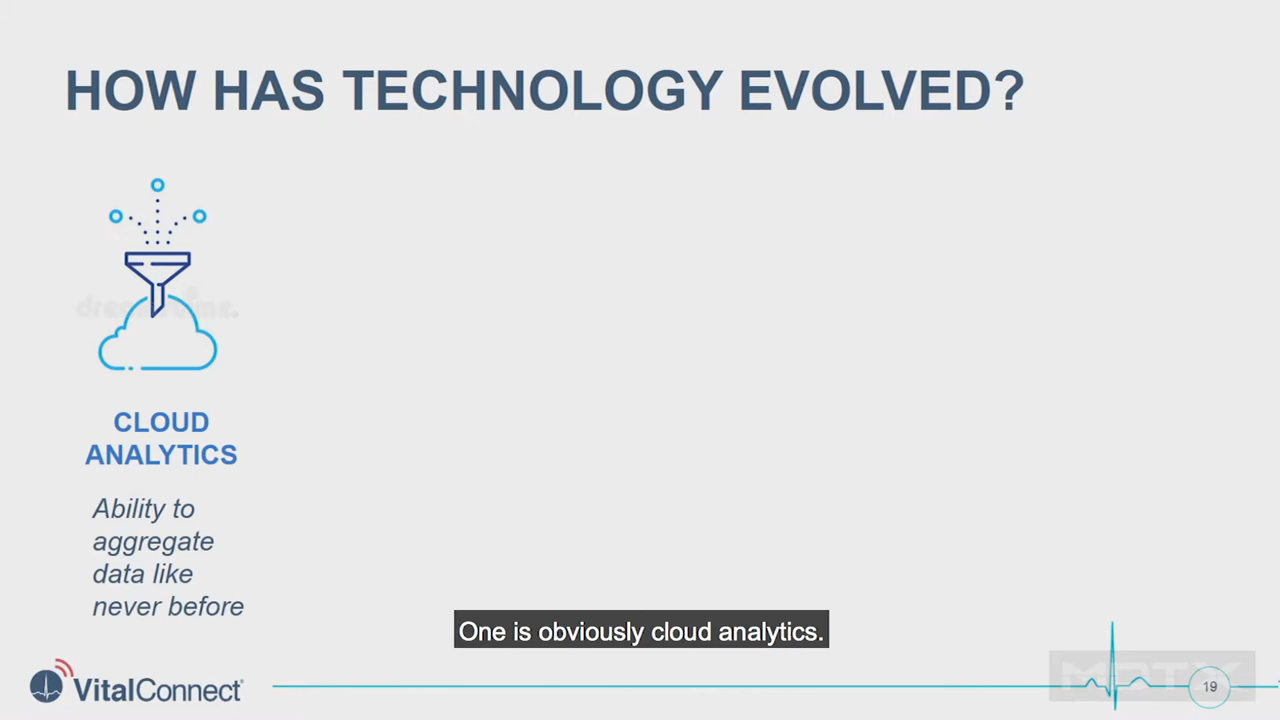 HOW HAS TECHNOLOGY EVOLVED?
dreamstime.
CLOUD
ANALYTICS
Ability to
aggregate
data like
never before
One is obviously cloud analytics.
VitalConnect
19